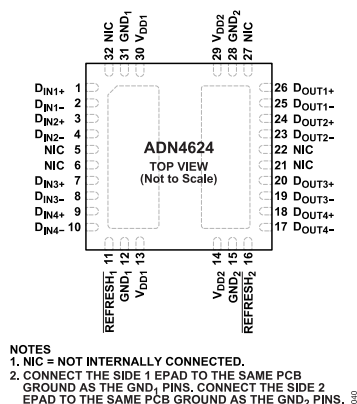 32 NIC
31 GND1
30 VDD1
29 VDD2
28 GND2
27 NIC
DIN1+ 1
DIN1– 2
DIN2+ 3
DIN2– 4
NIC 5
NIC 6
DIN3+ 7
DIN3– 8
DIN4+ 9
DIN4– 10
ADN4624
TOP VIEW
(Not to Scale)
26 DOUT1+
25 DOUT1–
24 DOUT2+
23 DOUT2–
22 NIC
21 NIC
20 DOUT3+
19 DOUT3–
18 DOUT4+
17 DOUT4–
REFRESH1 11
GND1 12
VDD1 13
VDD2 14
GND2 15
REFRESH2 16
NOTES
1. NIC = NOT INTERNALLY CONNECTED.
2. CONNECT THE SIDE 1 EPAD TO THE SAME PCB
GROUND AS THE GND1 PINS. CONNECT THE SIDE 2
EPAD TO THE SAME PCB GROUND AS THE GND2 PINS.
040